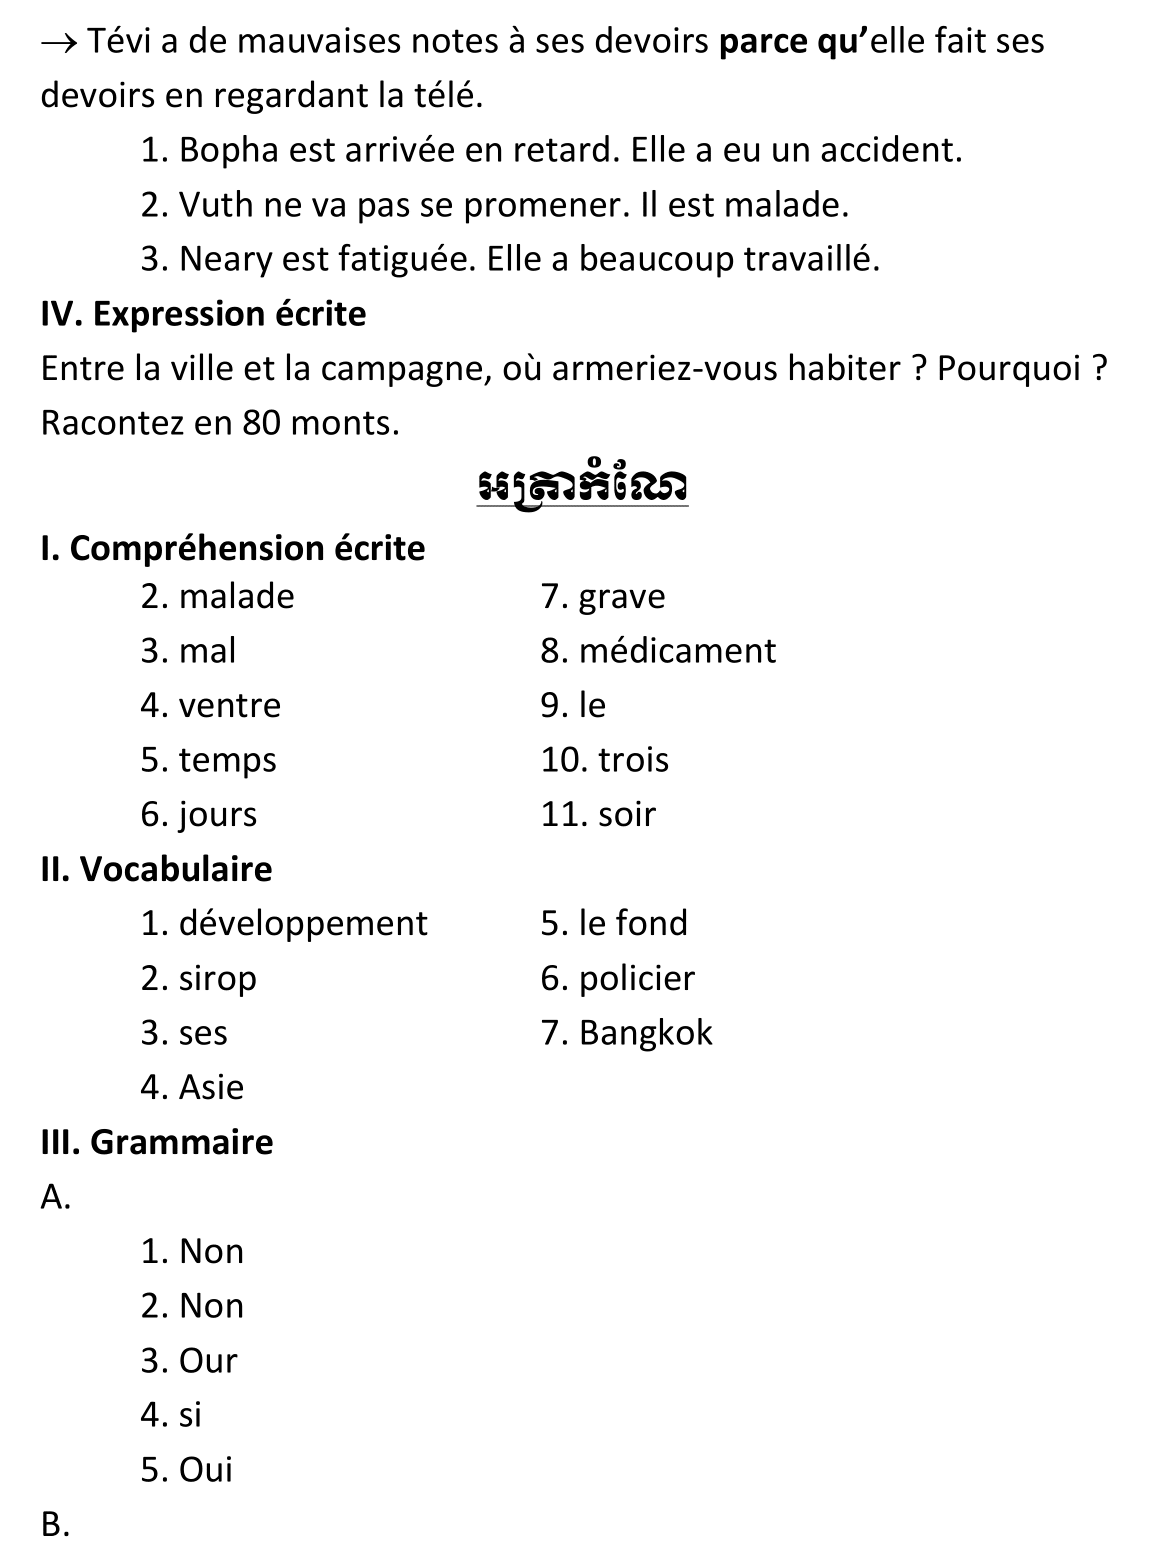 → Tévi a de mauvaises notes à ses devoirs parce qu’elle fait ses
devoirs en regardant la télé.
1. Bopha est arrivée en retard. Elle a eu un accident.
2. Vuth ne va pas se promener. Il est malade.
3. Neary est fatiguée. Elle a beaucoup travaillé.
IV. Expression écrite
Entre la ville et la campagne, où armeriez-vous habiter ? Pourquoi ?
Racontez en 80 monts.
អត្រាកំណែ
I. Compréhension écrite
2. malade 7. grave
3. mal 8. médicament
4. ventre 9. le
5. temps 10. trois
6. jours 11. soir
II. Vocabulaire
1. développement 5. le fond
2. sirop 6. policier
3. ses 7. Bangkok
4. Asie
III. Grammaire
A.
1. Non
2. Non
3. Our
4. si
5. Oui
B.